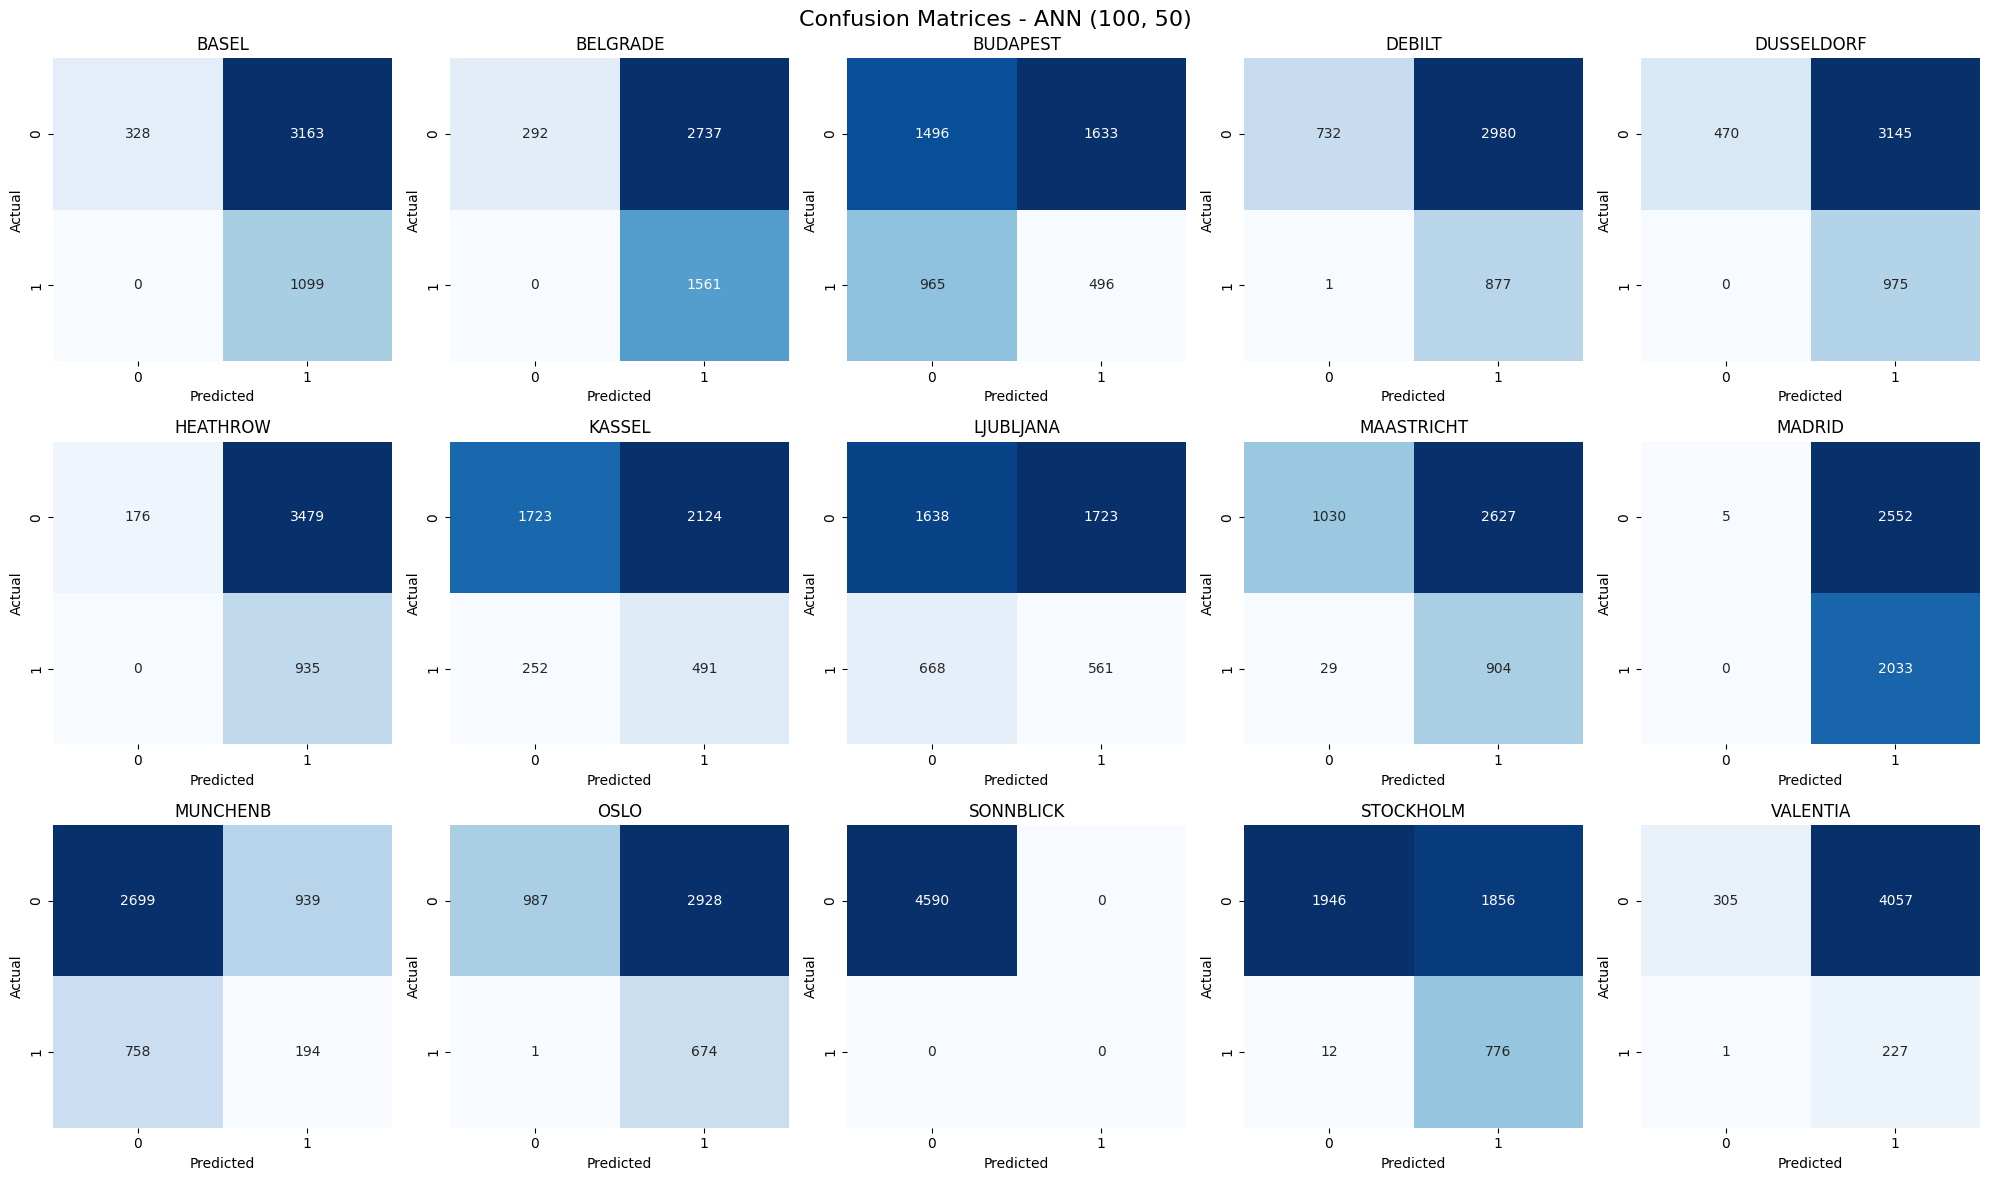 Confusion Matrices - ANN (100, 50)
BASEL
0
328
3163
1
0
1099
Actual
0
1
Predicted
BELGRADE
0
292
2737
1
0
1561
Actual
0
1
Predicted
BUDAPEST
0
1496
1633
1
965
496
Actual
0
1
Predicted
DEBILT
0
732
2980
1
1
877
Actual
0
1
Predicted
DUSSELDORF
0
470
3145
1
0
975
Actual
0
1
Predicted
HEATHROW
0
176
3479
1
0
935
Actual
0
1
Predicted
KASSEL
0
1723
2124
1
252
491
Actual
0
1
Predicted
LJUBLJANA
0
1638
1723
1
668
561
Actual
0
1
Predicted
MAASTRICHT
0
1030
2627
1
29
904
Actual
0
1
Predicted
MADRID
0
5
2552
1
0
2033
Actual
0
1
Predicted
MUNCHENB
0
2699
939
1
758
194
Actual
0
1
Predicted
OSLO
0
987
2928
1
1
674
Actual
0
1
Predicted
SONNBLICK
0
4590
0
1
0
0
Actual
0
1
Predicted
STOCKHOLM
0
1946
1856
1
12
776
Actual
0
1
Predicted
VALENTIA
0
305
4057
1
1
227
Actual
0
1
Predicted